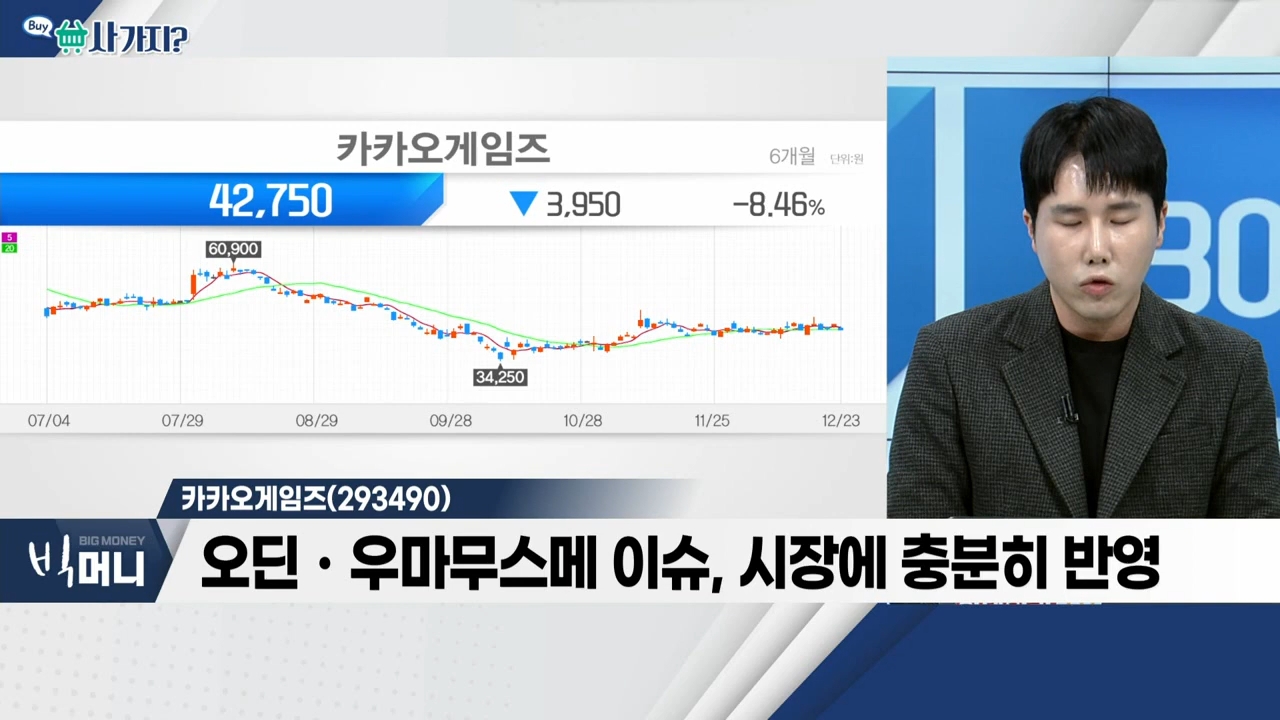 Buy
사가지?
카카오게임즈
6개월 단위:원
42,750 ▼ 3,950 -8.46%
5
20
60,900
34,250
07/04 07/29 08/29 09/28 10/28 11/25 12/23
30
카카오게임즈(293490)
BIG MONEY
빅머니
오딘·우마무스메 이슈, 시장에 충분히 반영